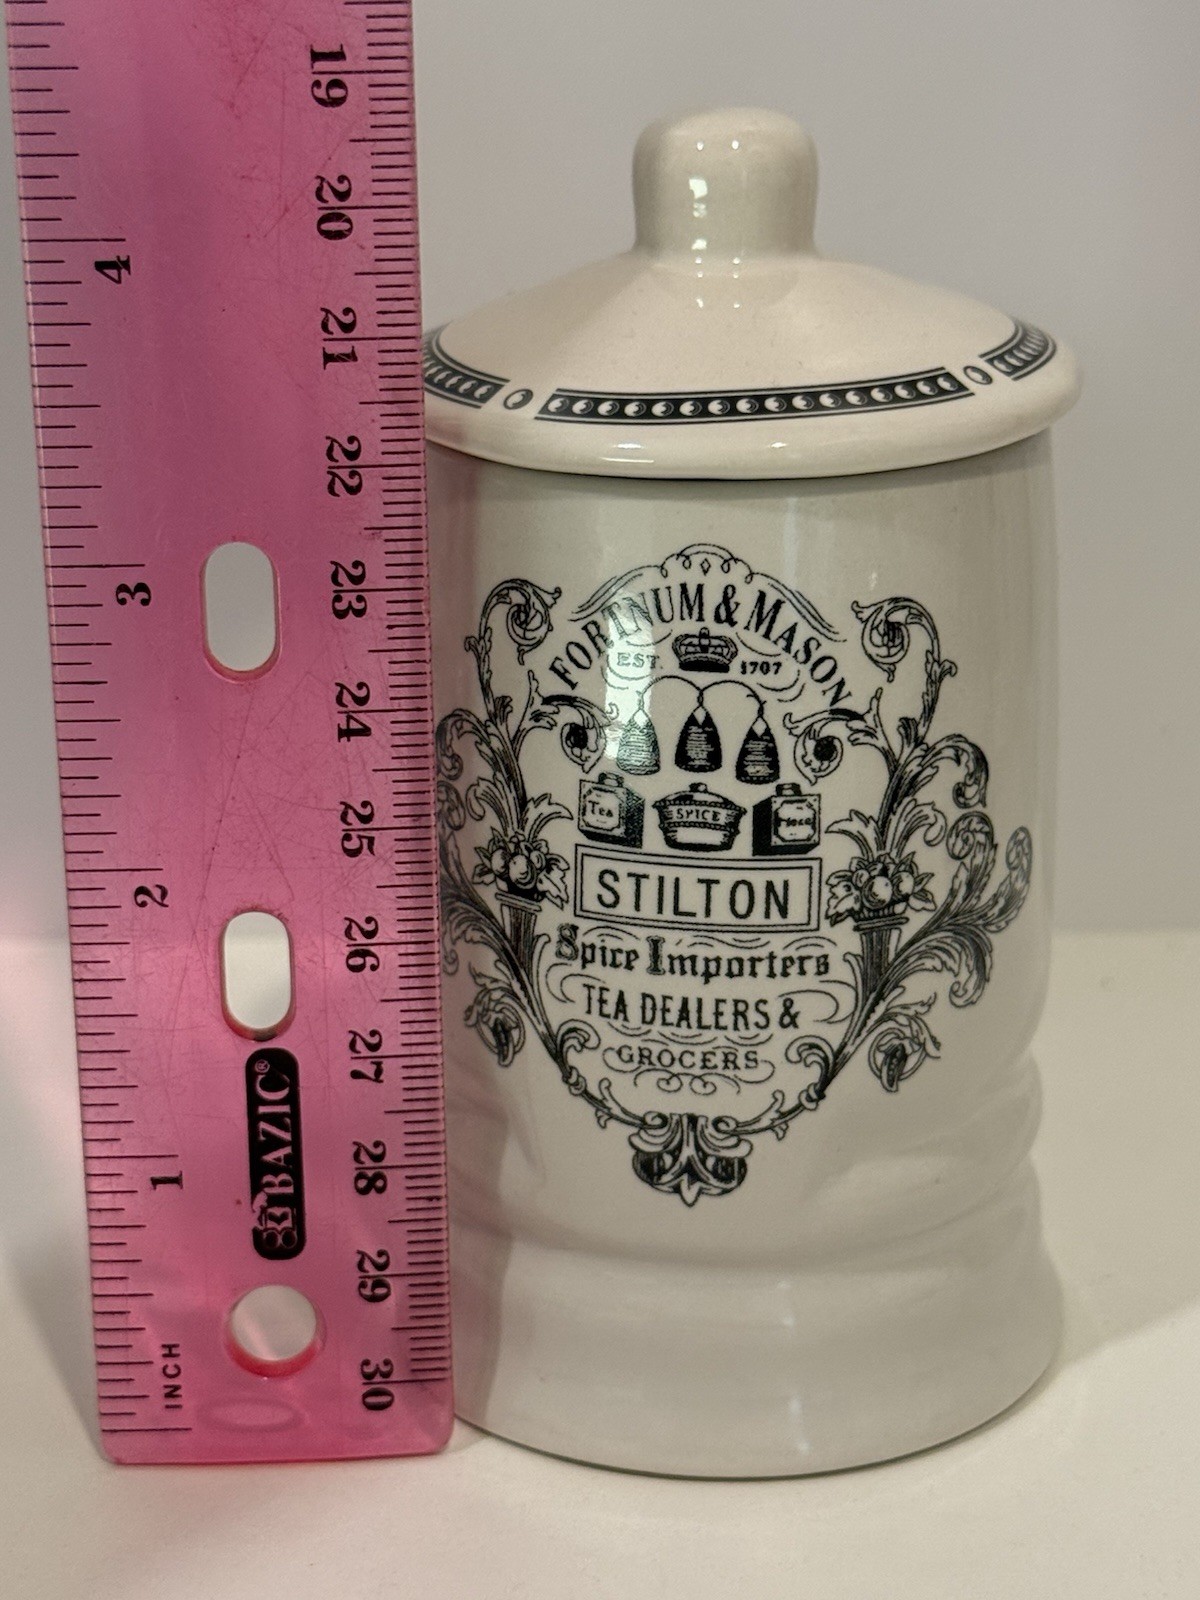 19
20
21
22
23
24
25
26
27
28
29
30
4
3
2
1
INCH
BAZIC®
FORTNUM & MASON
EST. 1707
Tea
SPICE
STILTON
Spice Importers
TEA DEALERS &
GROCERS